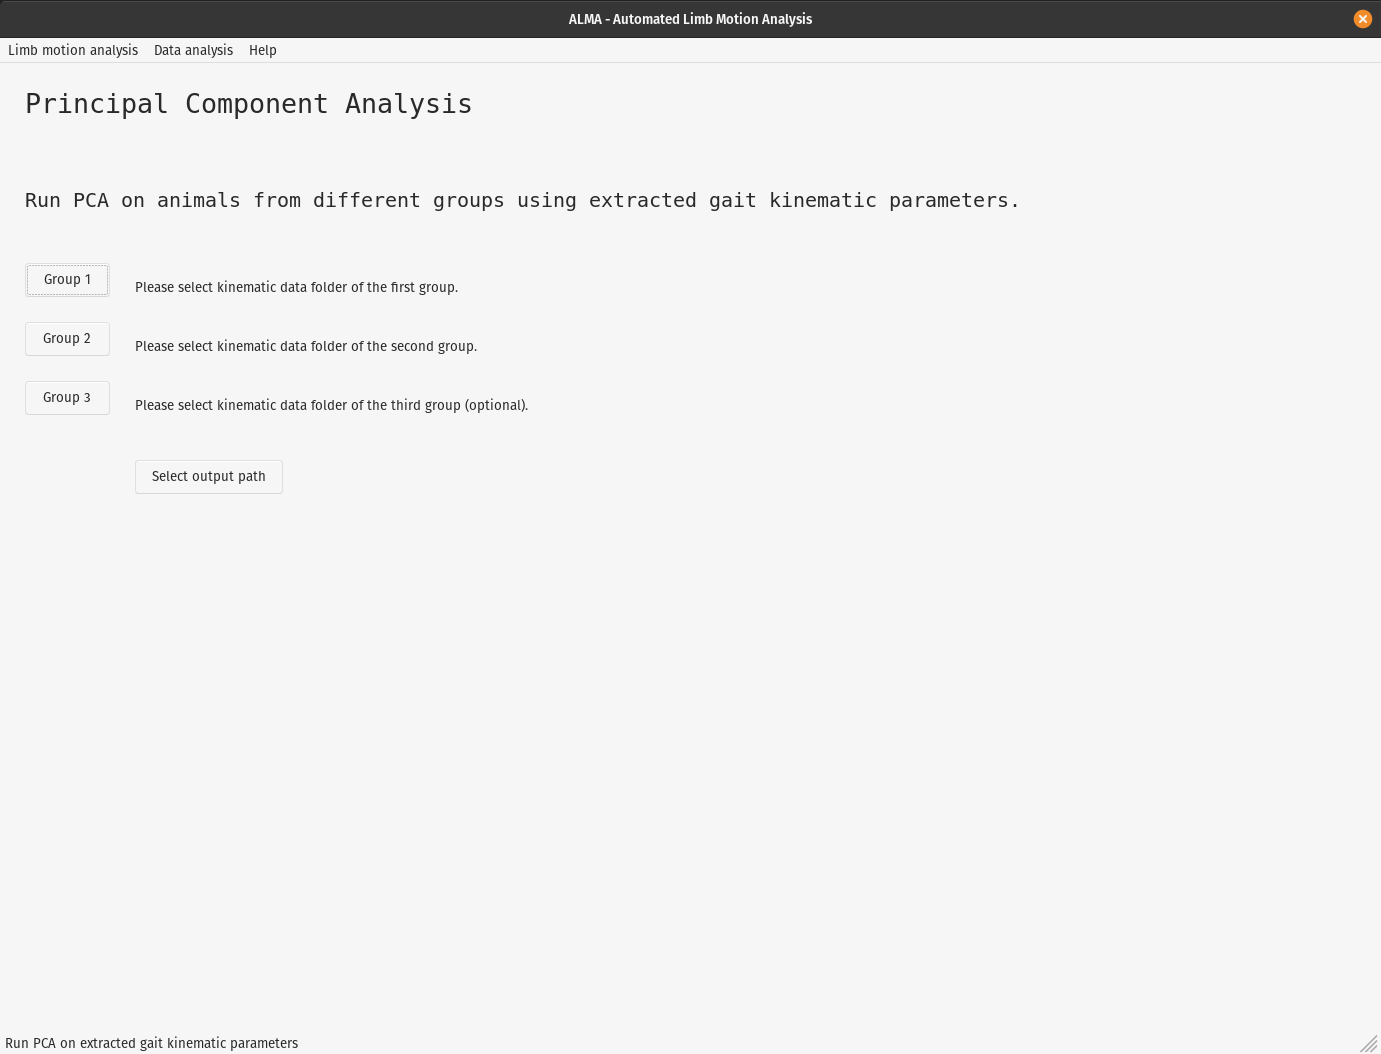 ALMA - Automated Limb Motion Analysis
Limb motion analysis Data analysis Help
Principal Component Analysis
Run PCA on animals from different groups using extracted gait kinematic parameters.
Group 1 Please select kinematic data folder of the first group.
Group 2 Please select kinematic data folder of the second group.
Group 3 Please select kinematic data folder of the third group (optional).
Select output path
Run PCA on extracted gait kinematic parameters